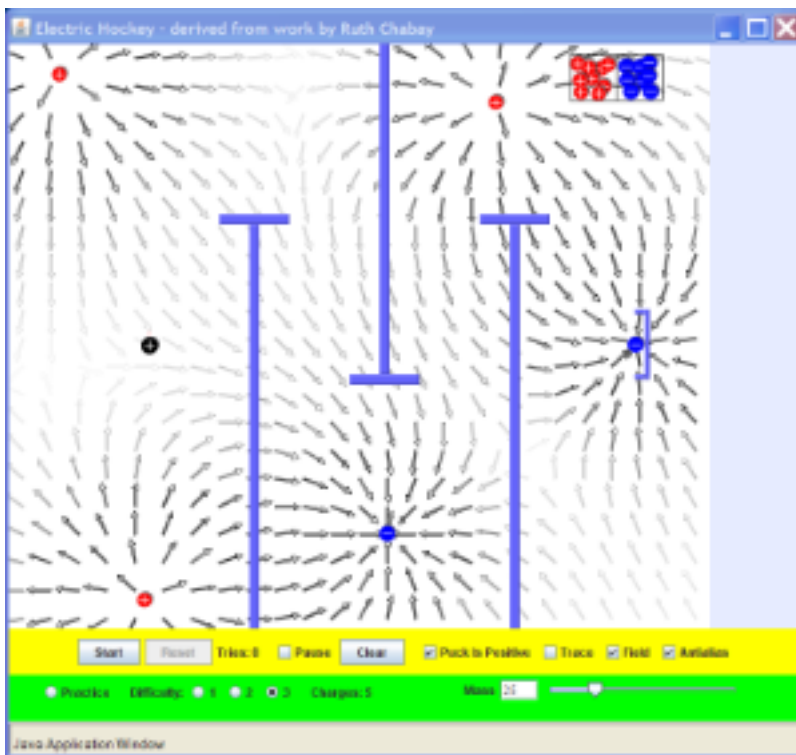 Electric Hockey - derived from work by Ruth Chabay
Start Reset Tries: 0 Pause Clear Puck Is Positive Trace Field Antialias
Practice Difficulty: 1 2 3 Charges: 5 Mass 25
Java Application Window